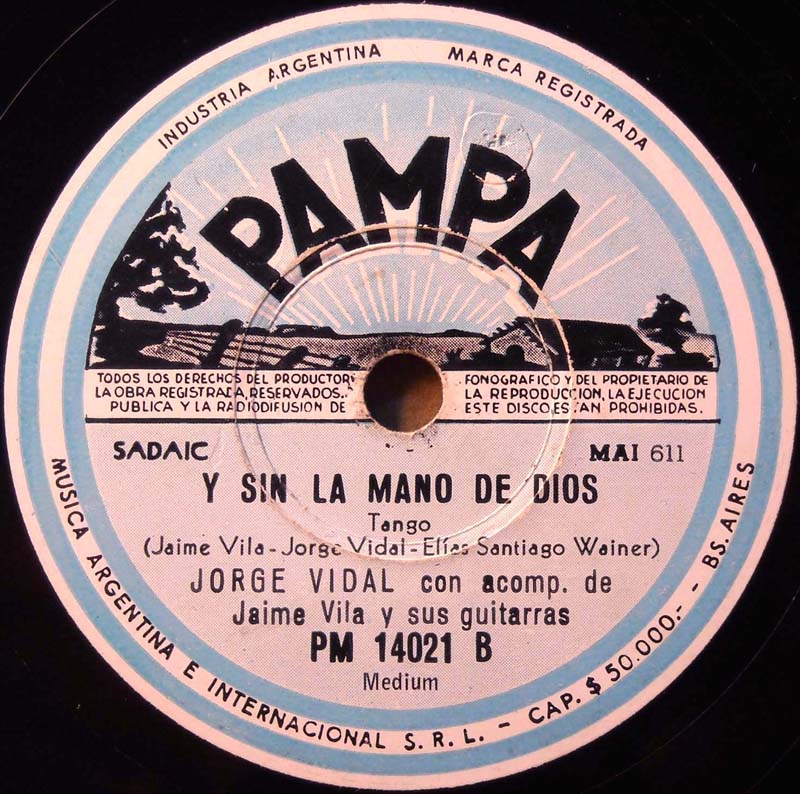 INDUSTRIA ARGENTINA MARCA REGISTRADA
PAMPA
TODOS LOS DERECHOS DEL PRODUCTOR FONOGRAFICO Y DEL PROPIETARIO DE
LA OBRA REGISTRADA, RESERVADOS. LA REPRODUCCION, LA EJECUCION
PUBLICA Y LA RADIODIFUSION DE ESTE DISCO, ESTAN PROHIBIDAS.
SADAIC MAI 611
Y SIN LA MANO DE DIOS
Tango
(Jaime Vila - Jorge Vidal - Elías Santiago Wainer)
JORGE VIDAL con acomp. de
Jaime Vila y sus guitarras
PM 14021 B
Medium
MUSICA ARGENTINA E INTERNACIONAL S. R. L. - CAP. $ 50.000.- - BS. AIRES